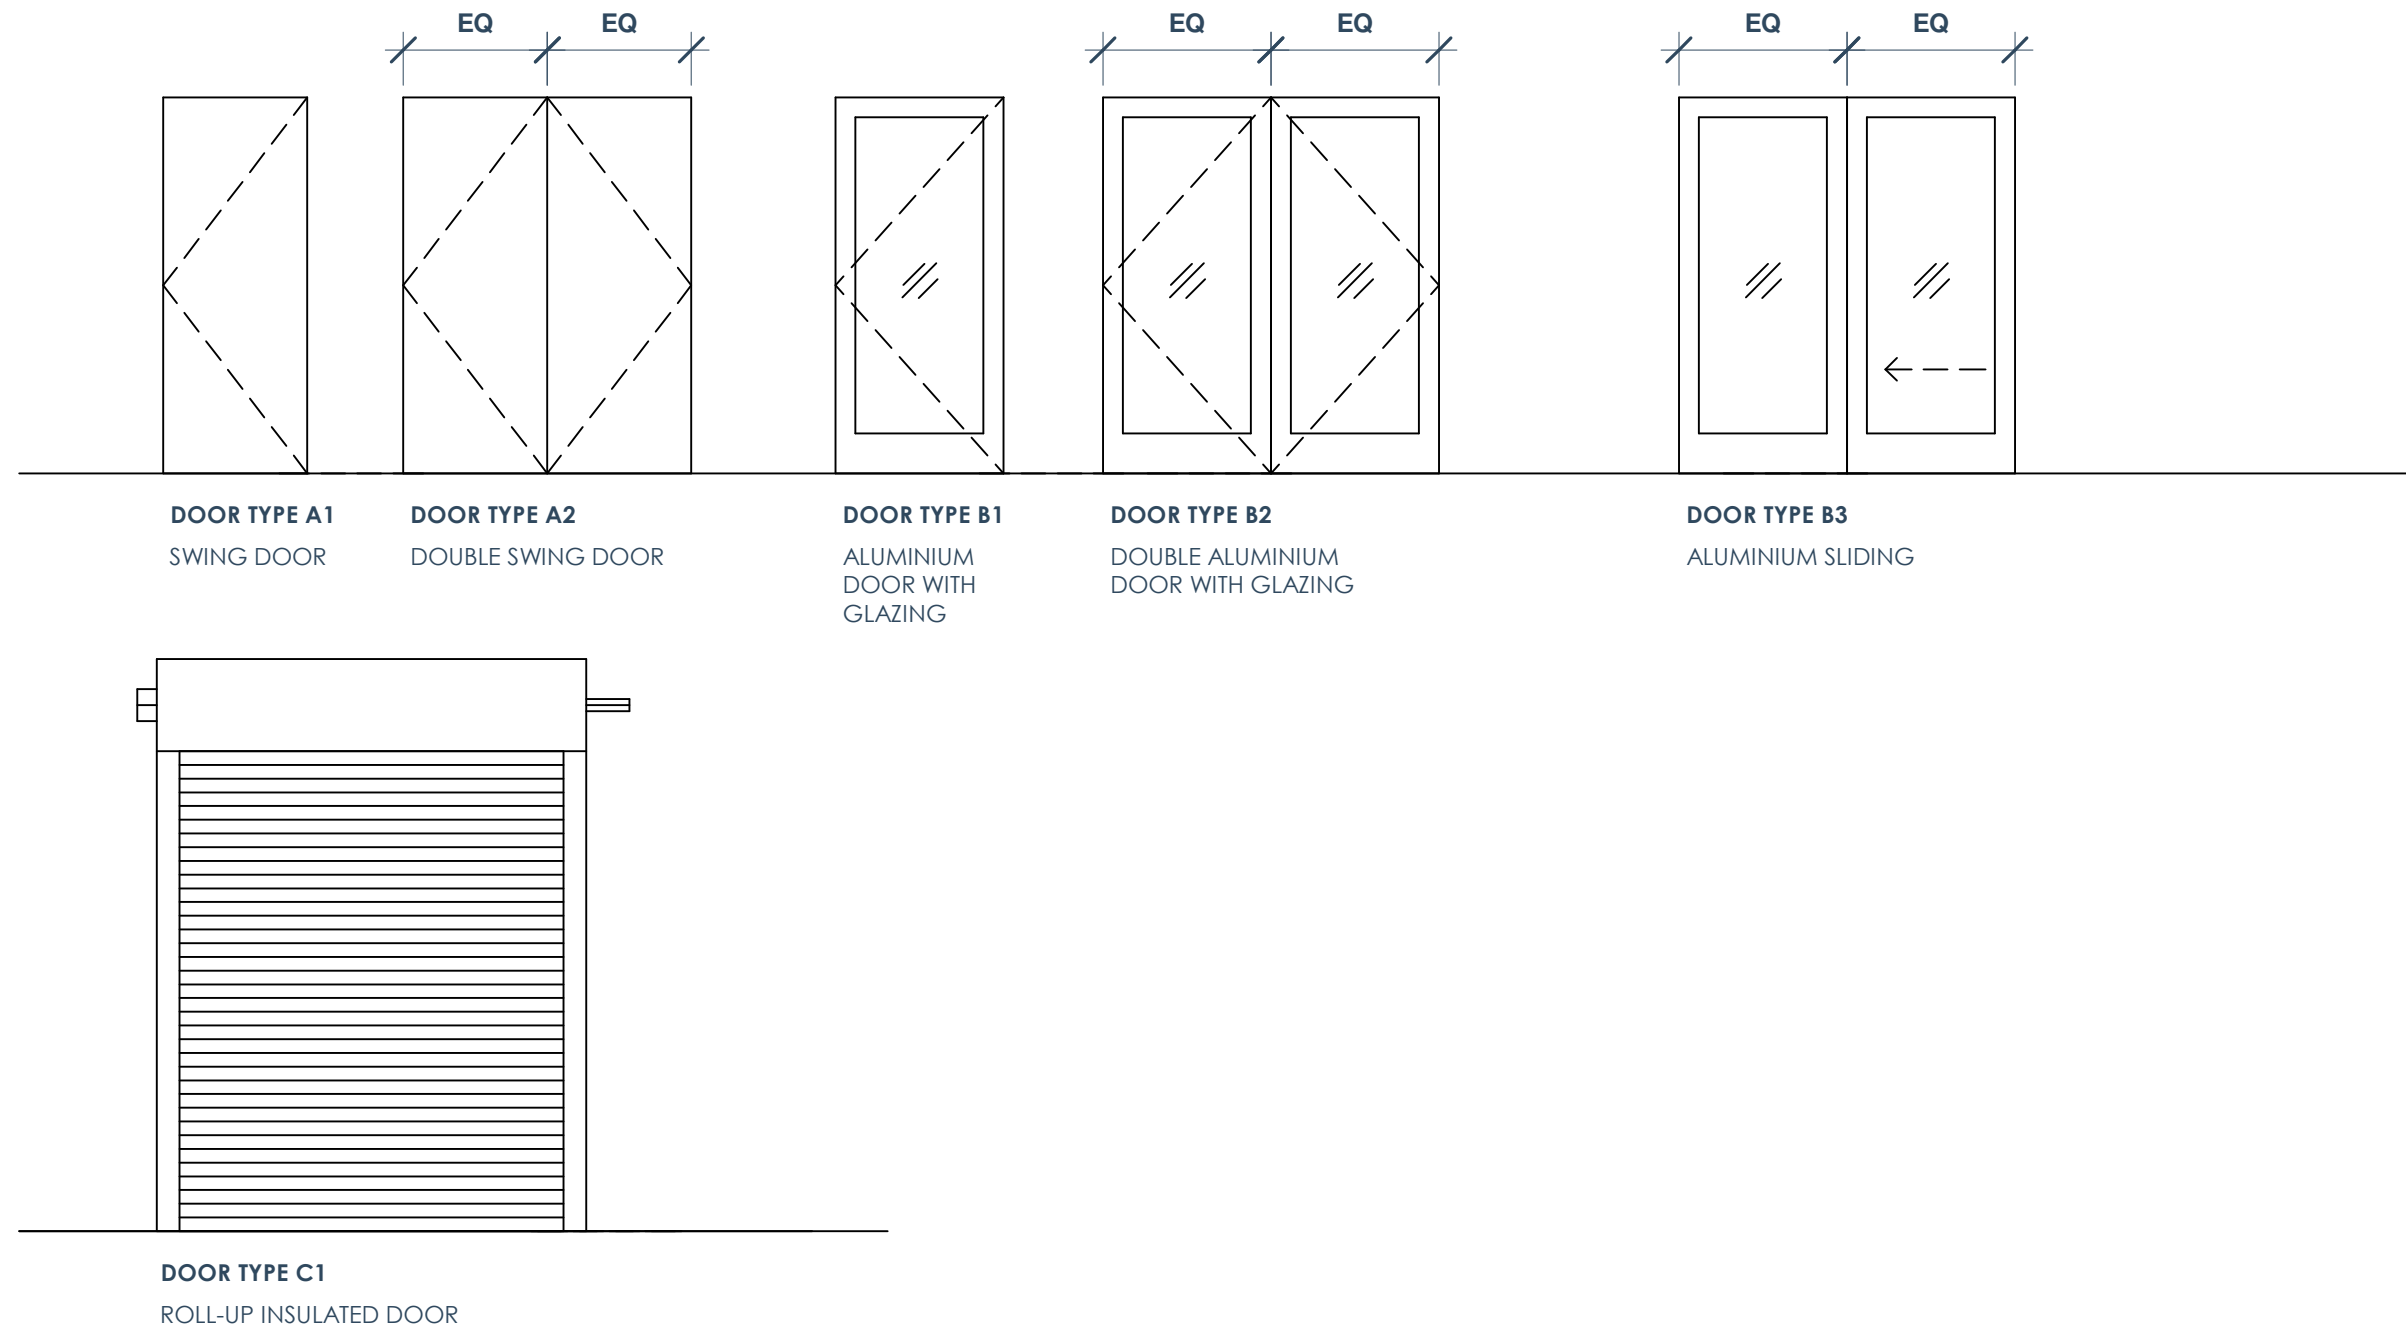 EQ EQ EQ EQ EQ EQ
DOOR TYPE A1
SWING DOOR
DOOR TYPE A2
DOUBLE SWING DOOR
DOOR TYPE B1
ALUMINIUM
DOOR WITH
GLAZING
DOOR TYPE B2
DOUBLE ALUMINIUM
DOOR WITH GLAZING
DOOR TYPE B3
ALUMINIUM SLIDING
DOOR TYPE C1
ROLL-UP INSULATED DOOR